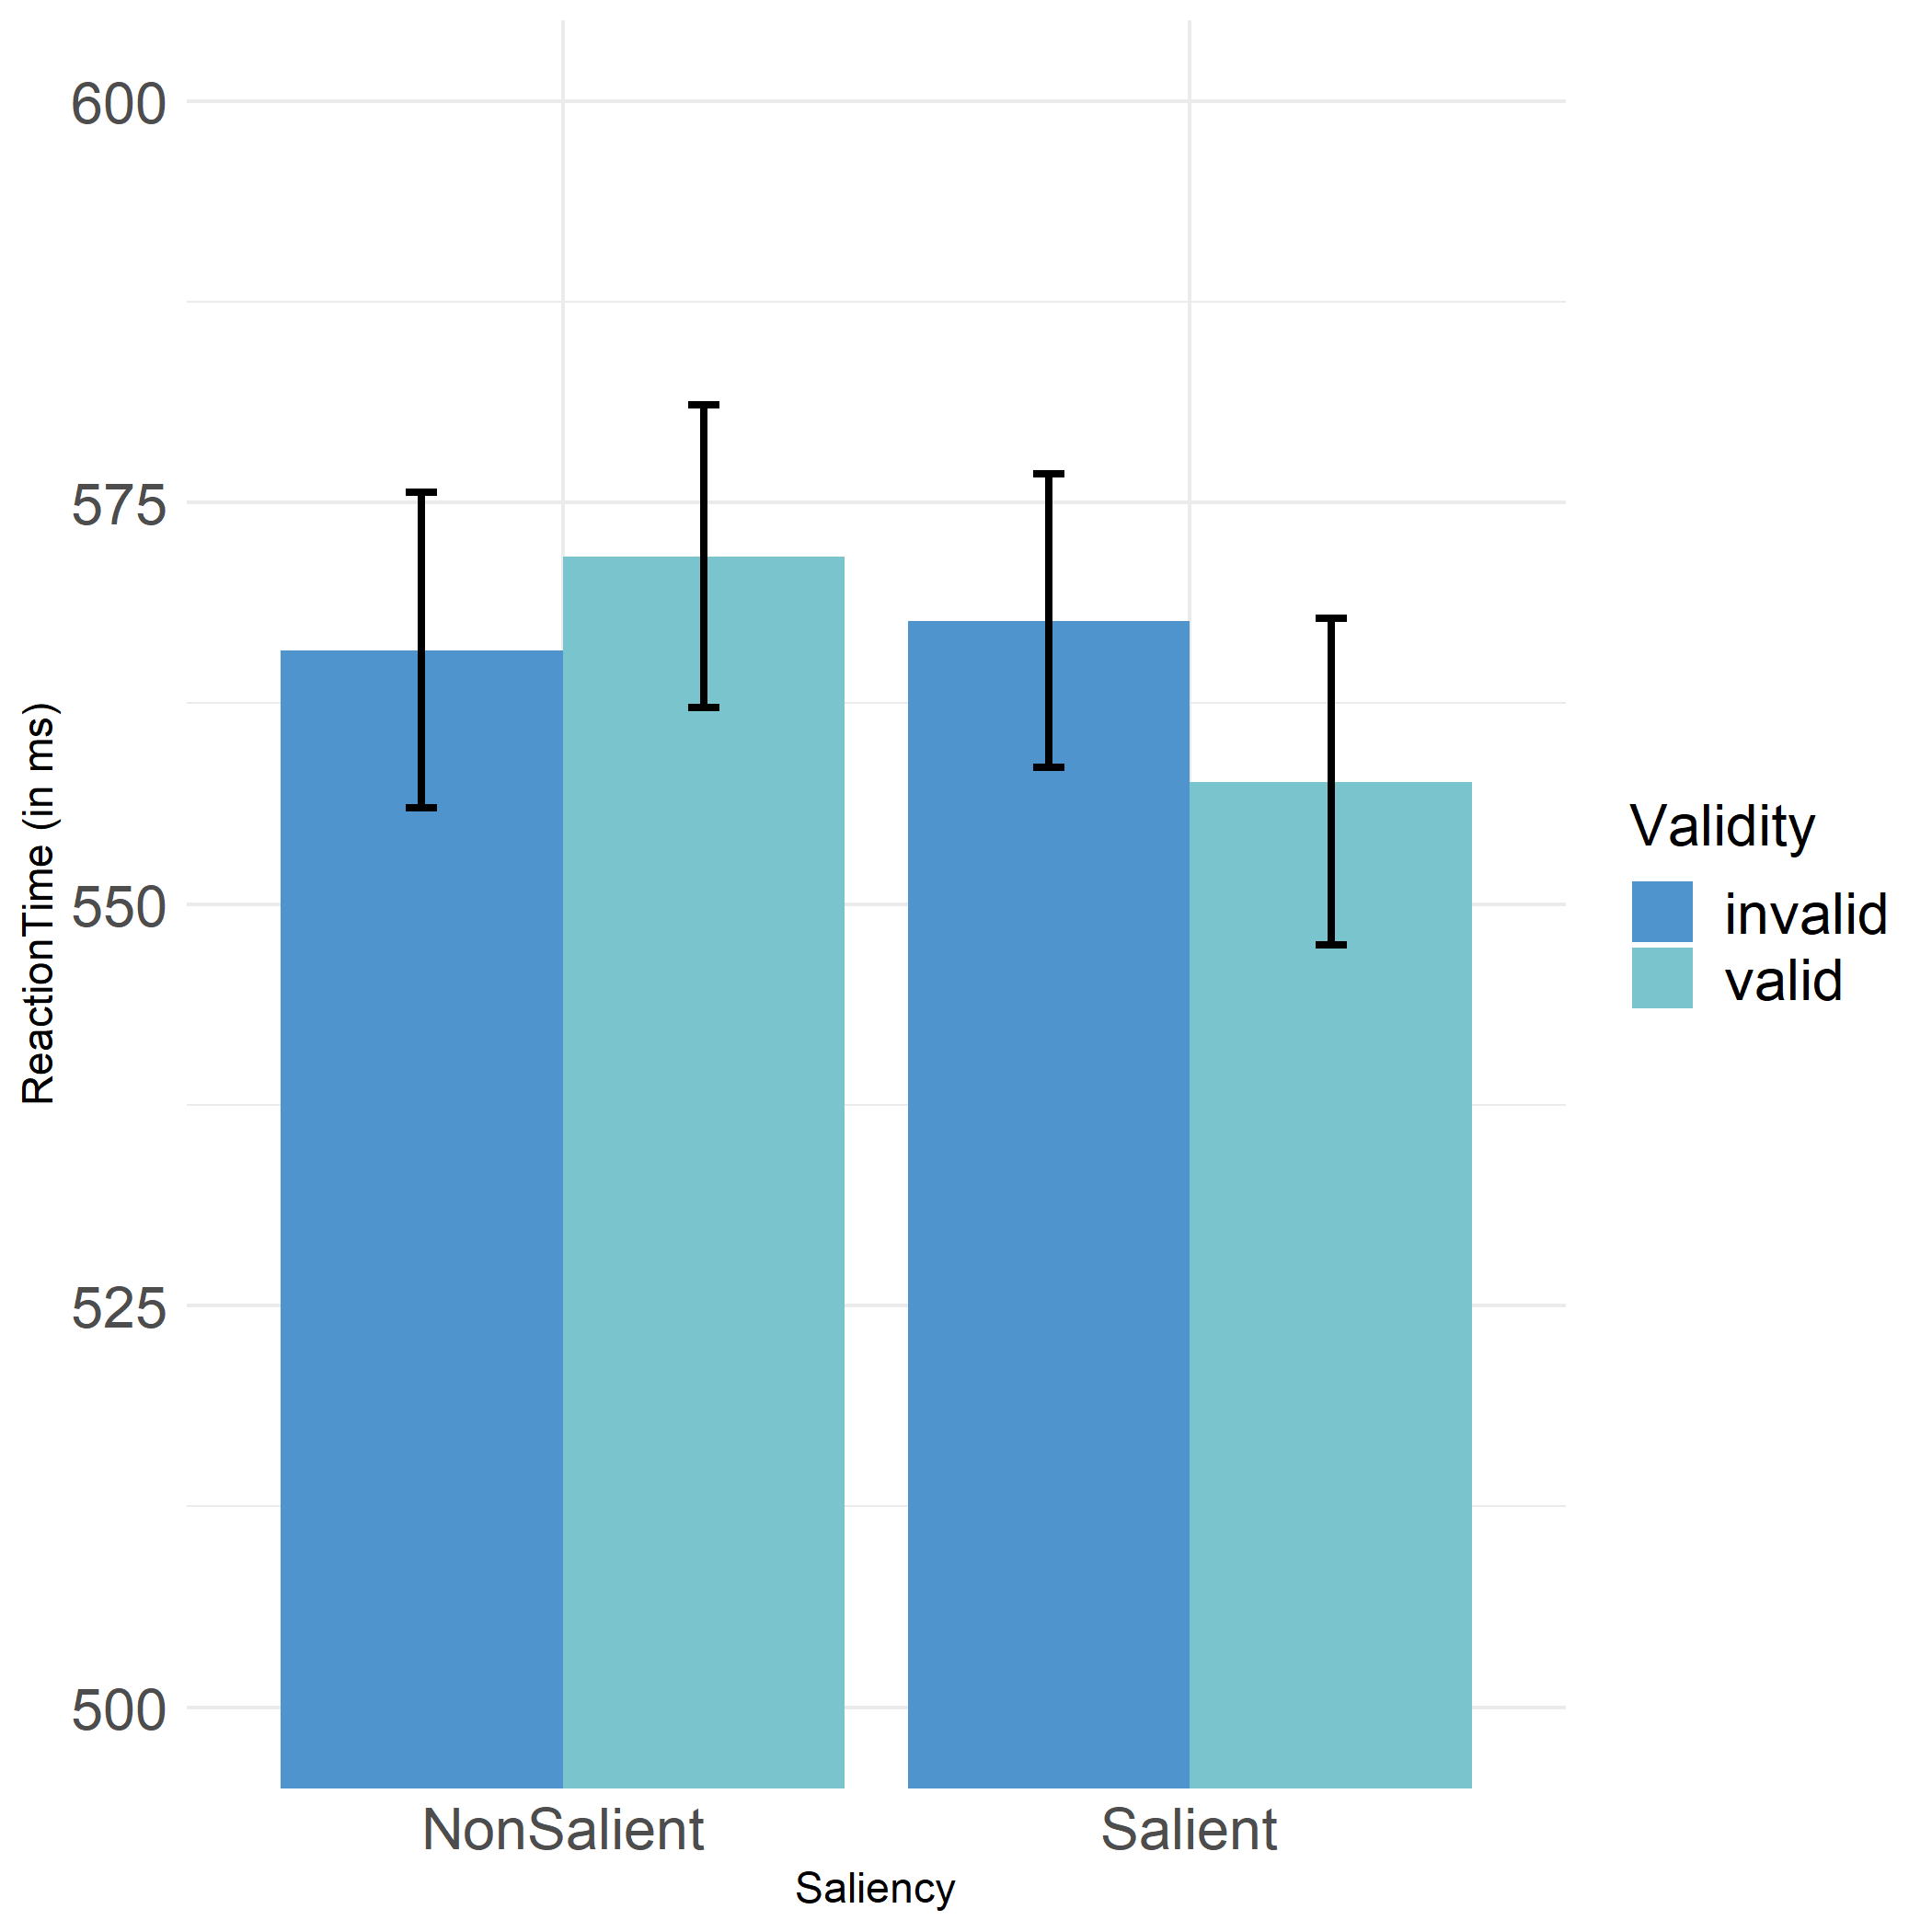 600
575
550
525
500
ReactionTime (in ms)
NonSalient
Salient
Saliency
Validity
invalid
valid